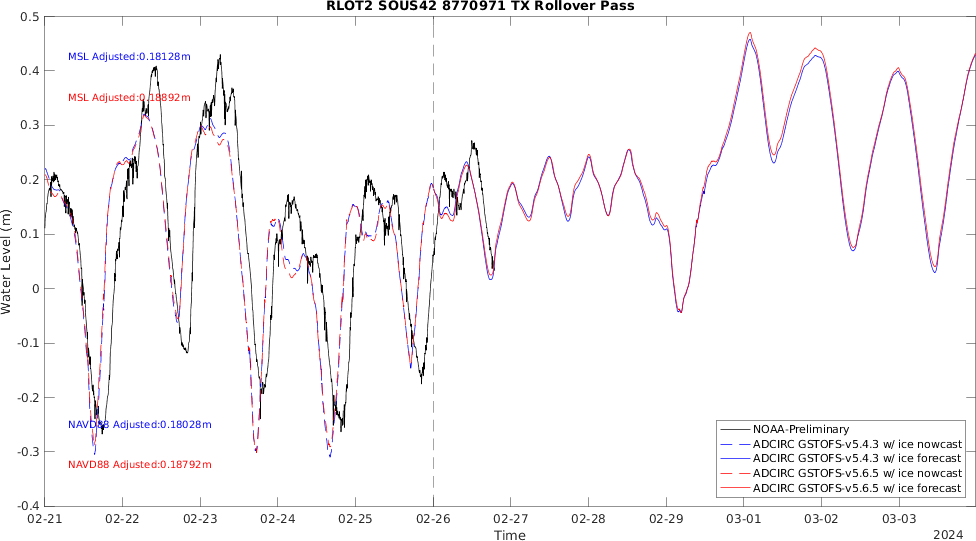 RLOT2 SOUS42 8770971 TX Rollover Pass
0.5
0.4
0.3
0.2
0.1
0
-0.1
-0.2
-0.3
-0.4
Water Level (m)
MSL Adjusted:0.18128m
MSL Adjusted:0.18892m
NAVD88 Adjusted:0.18028m
NAVD88 Adjusted:0.18792m
NOAA-Preliminary
ADCIRC GSTOFS-v5.4.3 w/ ice nowcast
ADCIRC GSTOFS-v5.4.3 w/ ice forecast
ADCIRC GSTOFS-v5.6.5 w/ ice nowcast
ADCIRC GSTOFS-v5.6.5 w/ ice forecast
02-21 02-22 02-23 02-24 02-25 02-26 02-27 02-28 02-29 03-01 03-02 03-03
Time
2024